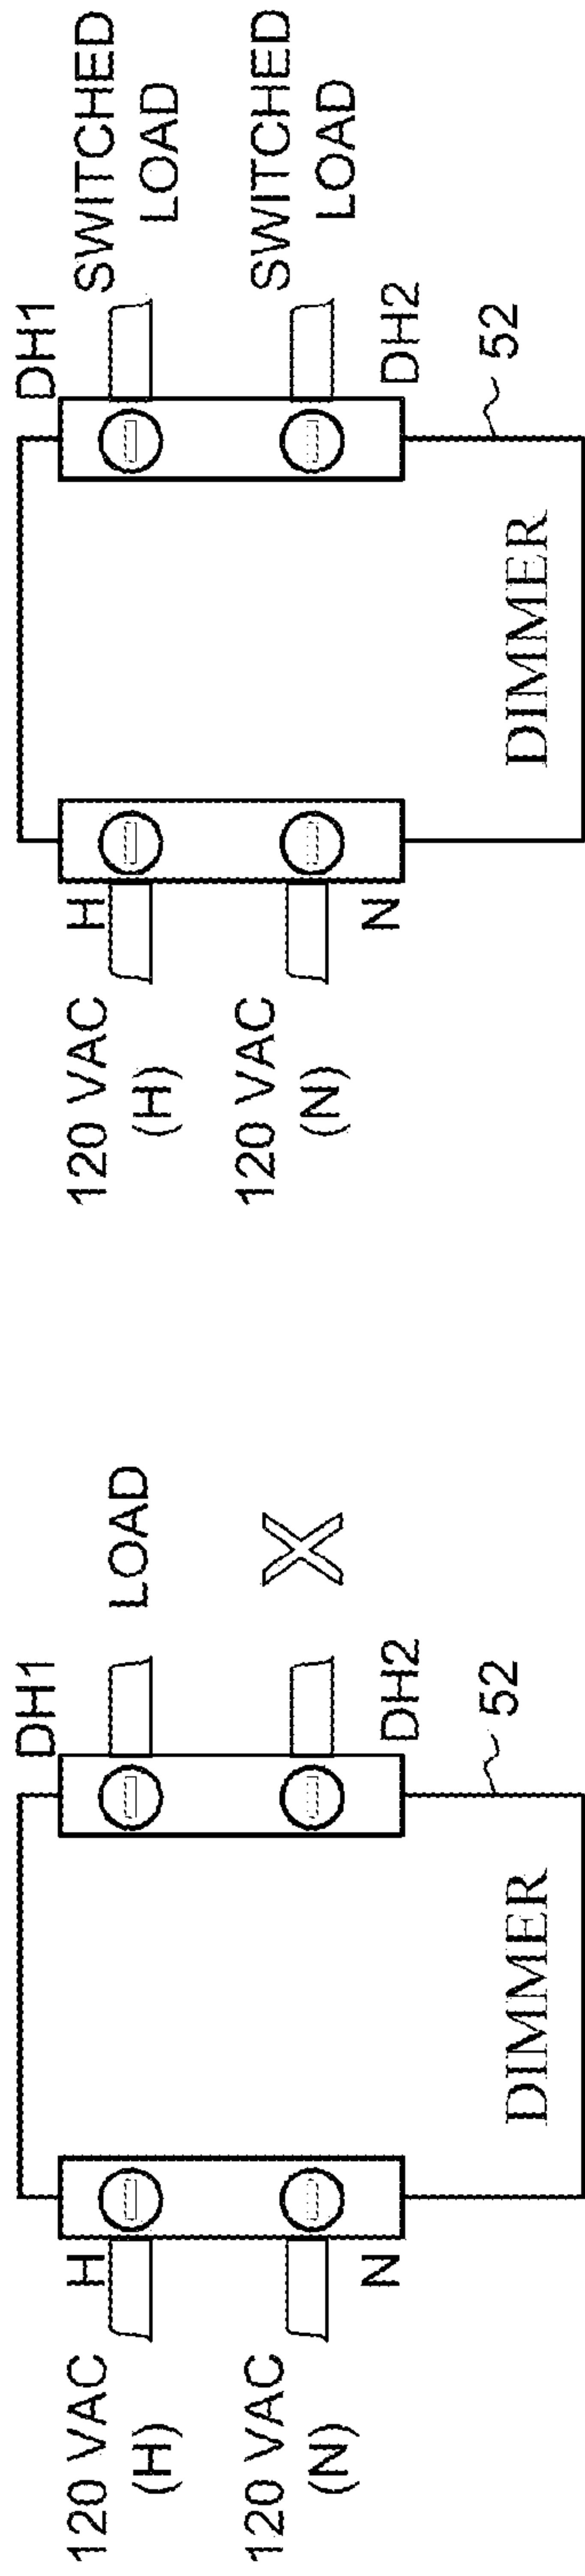 120 VAC
(H)
H
DH1
LOAD
120 VAC
(N)
N
DH2
X
DIMMER
52
120 VAC
(H)
H
DH1
SWITCHED
LOAD
120 VAC
(N)
N
DH2
SWITCHED
LOAD
DIMMER
52